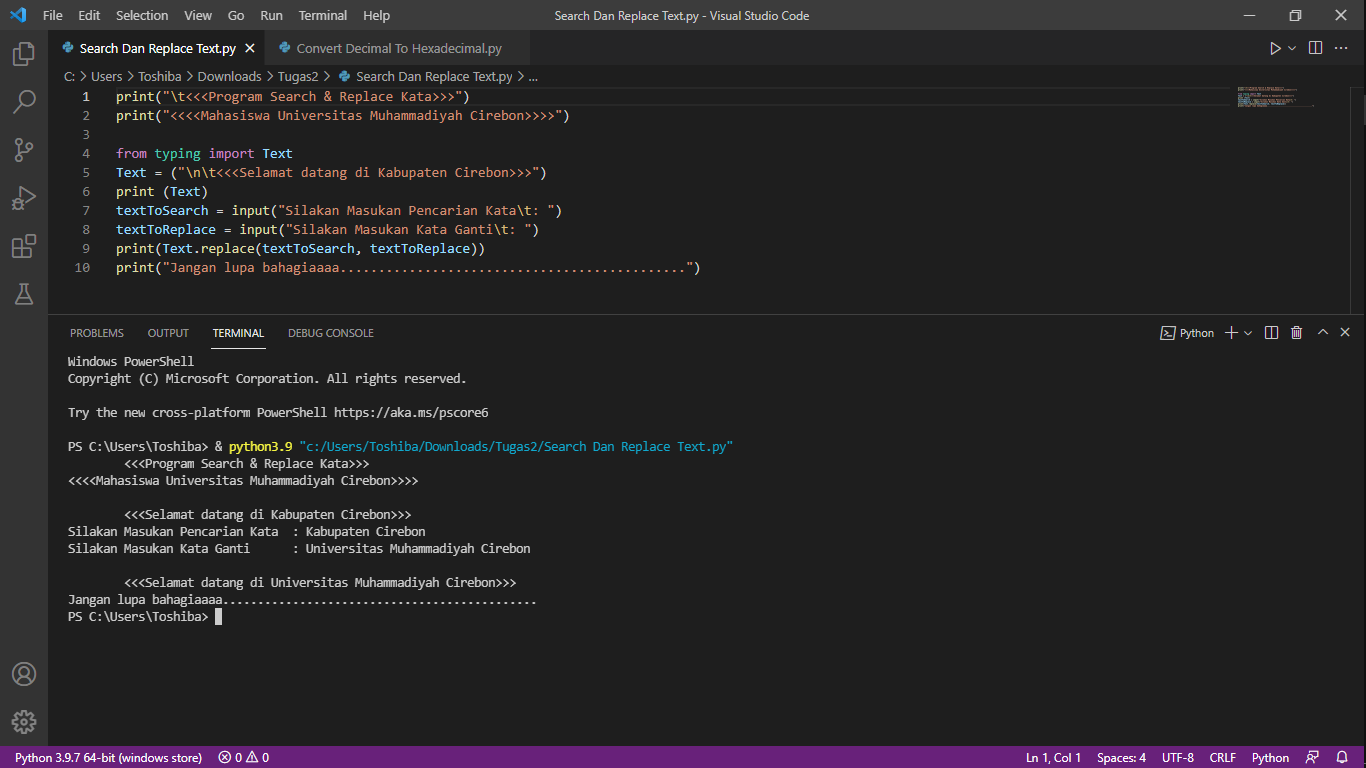 File Edit Selection View Go Run Terminal Help Search Dan Replace Text.py - Visual Studio Code
Search Dan Replace Text.py Convert Decimal To Hexadecimal.py
C: > Users > Toshiba > Downloads > Tugas2 > Search Dan Replace Text.py > ...
1 print("\t<<<Program Search & Replace Kata>>>")
2 print("<<<<Mahasiswa Universitas Muhammadiyah Cirebon>>>>")
3
4 from typing import Text
5 Text = ("\n\t<<<Selamat datang di Kabupaten Cirebon>>>")
6 print (Text)
7 textToSearch = input("Silakan Masukan Pencarian Kata\t: ")
8 textToReplace = input("Silakan Masukan Kata Ganti\t: ")
9 print(Text.replace(textToSearch, textToReplace))
10 print("Jangan lupa bahagiaaaa.............................................")
PROBLEMS OUTPUT TERMINAL DEBUG CONSOLE Python
Windows PowerShell
Copyright (C) Microsoft Corporation. All rights reserved.
Try the new cross-platform PowerShell https://aka.ms/pscore6
PS C:\Users\Toshiba> & python3.9 "c:/Users/Toshiba/Downloads/Tugas2/Search Dan Replace Text.py"
<<<Program Search & Replace Kata>>>
<<<<Mahasiswa Universitas Muhammadiyah Cirebon>>>>
<<<Selamat datang di Kabupaten Cirebon>>>
Silakan Masukan Pencarian Kata : Kabupaten Cirebon
Silakan Masukan Kata Ganti : Universitas Muhammadiyah Cirebon
<<<Selamat datang di Universitas Muhammadiyah Cirebon>>>
Jangan lupa bahagiaaaa.............................................
PS C:\Users\Toshiba>
Python 3.9.7 64-bit (windows store) 0 0 Ln 1, Col 1 Spaces: 4 UTF-8 CRLF Python